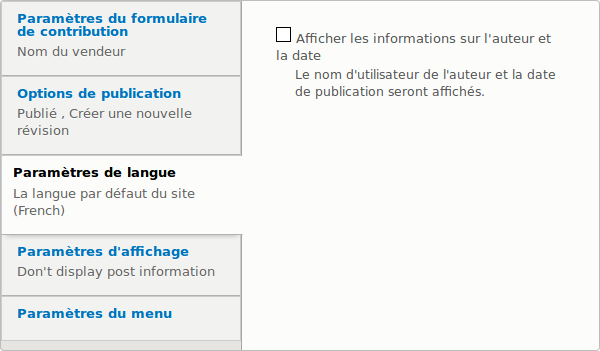 Paramètres du formulaire
de contribution
Nom du vendeur
Options de publication
Publié , Créer une nouvelle
révision
Paramètres de langue
La langue par défaut du site
(French)
Paramètres d'affichage
Don't display post information
Paramètres du menu
Afficher les informations sur l'auteur et
la date
Le nom d'utilisateur de l'auteur et la date
de publication seront affichés.